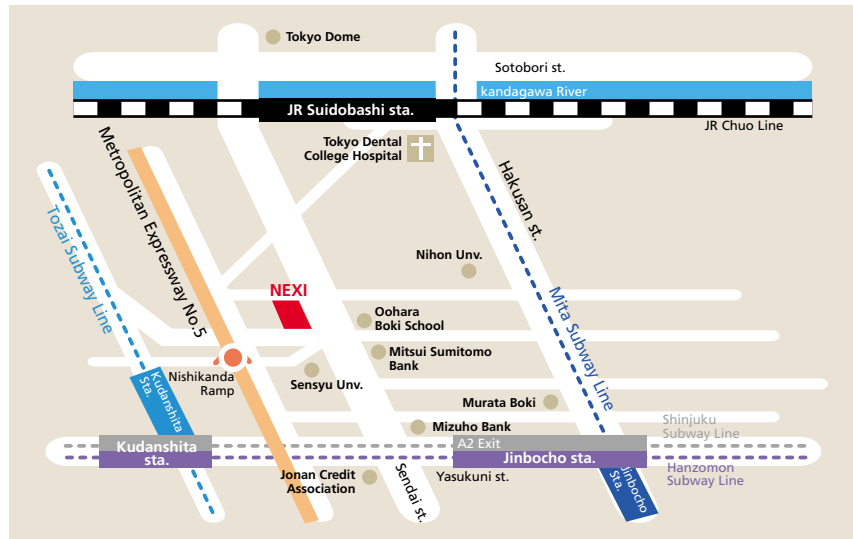 Tokyo Dome
Sotobori st.
kandagawa River
JR Suidobashi sta.
JR Chuo Line
Tokyo Dental
College Hospital
Metropolitan Expressway No.5
Hakusan st.
Tozai Subway Line
Nihon Unv.
NEXI
Oohara
Boki School
Mita Subway Line
Mitsui Sumitomo
Bank
Nishikanda
Ramp
Sensyu Unv.
Kudanshita
Sta.
Murata Boki
Mizuho Bank
Shinjuku
Subway Line
A2 Exit
Kudanshita
sta.
Jinbocho sta.
Hanzomon
Subway Line
Jonan Credit
Association
Sendai st.
Yasukuni st.
Jinbocho
Sta.